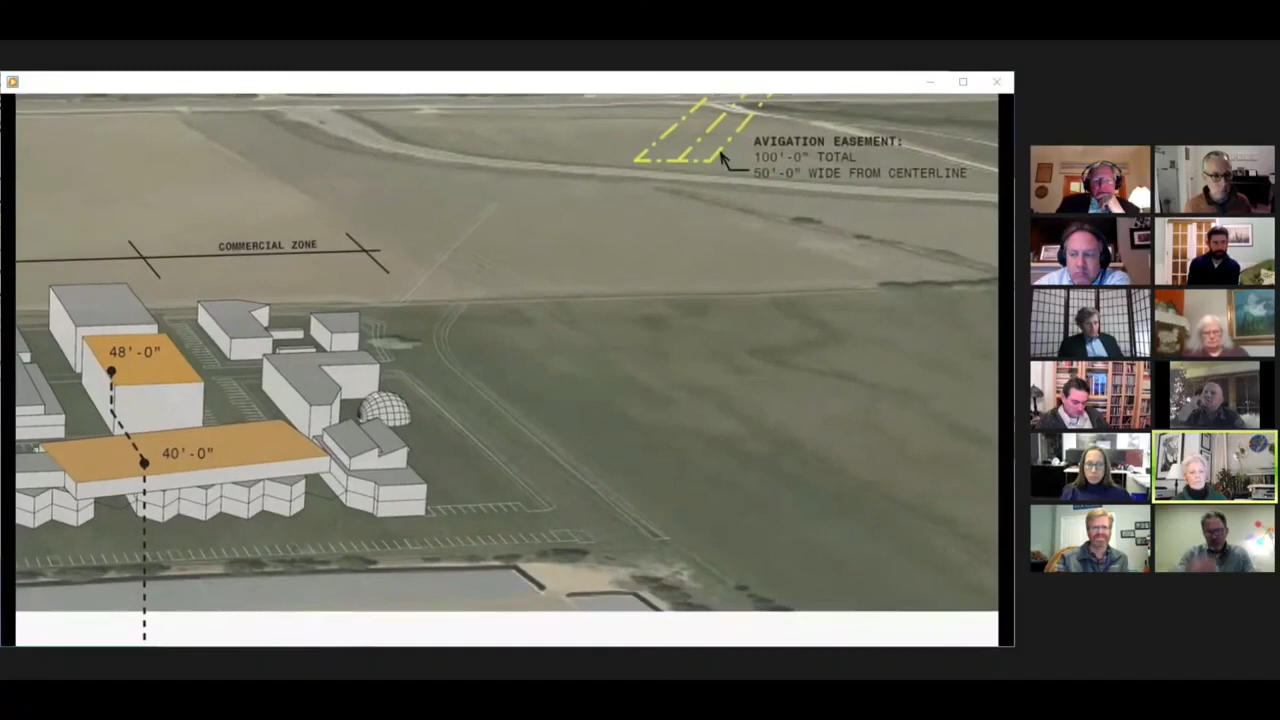 AVIGATION EASEMENT:
100'-0" TOTAL
50'-0" WIDE FROM CENTERLINE
COMMERCIAL ZONE
48'-0"
40'-0"